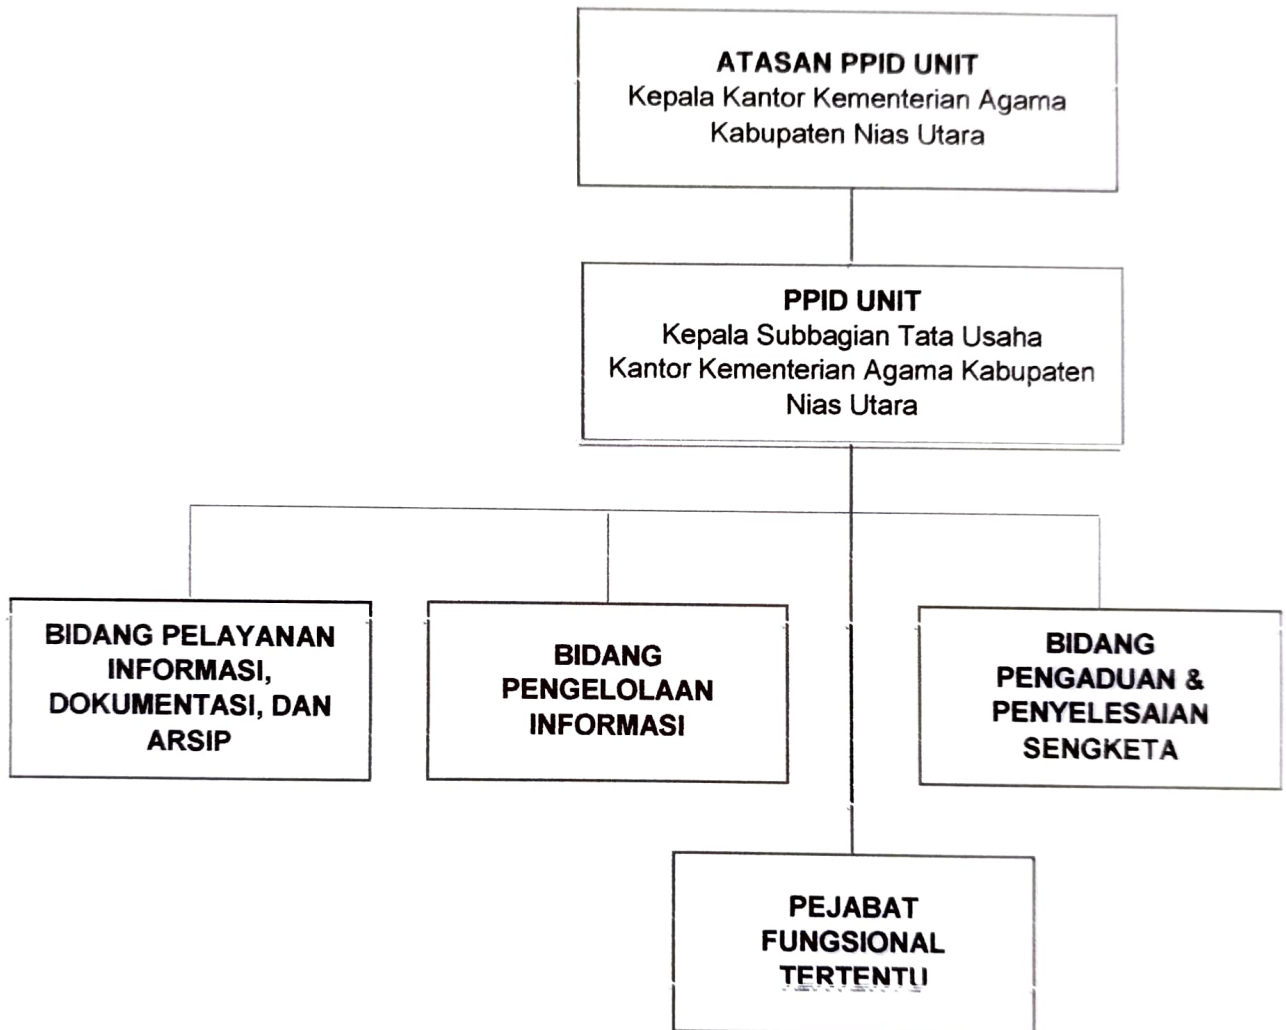 ATASAN PPID UNIT
Kepala Kantor Kementerian Agama
Kabupaten Nias Utara
PPID UNIT
Kepala Subbagian Tata Usaha
Kantor Kementerian Agama Kabupaten
Nias Utara
BIDANG PELAYANAN
INFORMASI,
DOKUMENTASI, DAN
ARSIP
BIDANG
PENGELOLAAN
INFORMASI
BIDANG
PENGADUAN &
PENYELESAIAN
SENGKETA
PEJABAT
FUNGSIONAL
TERTENTU